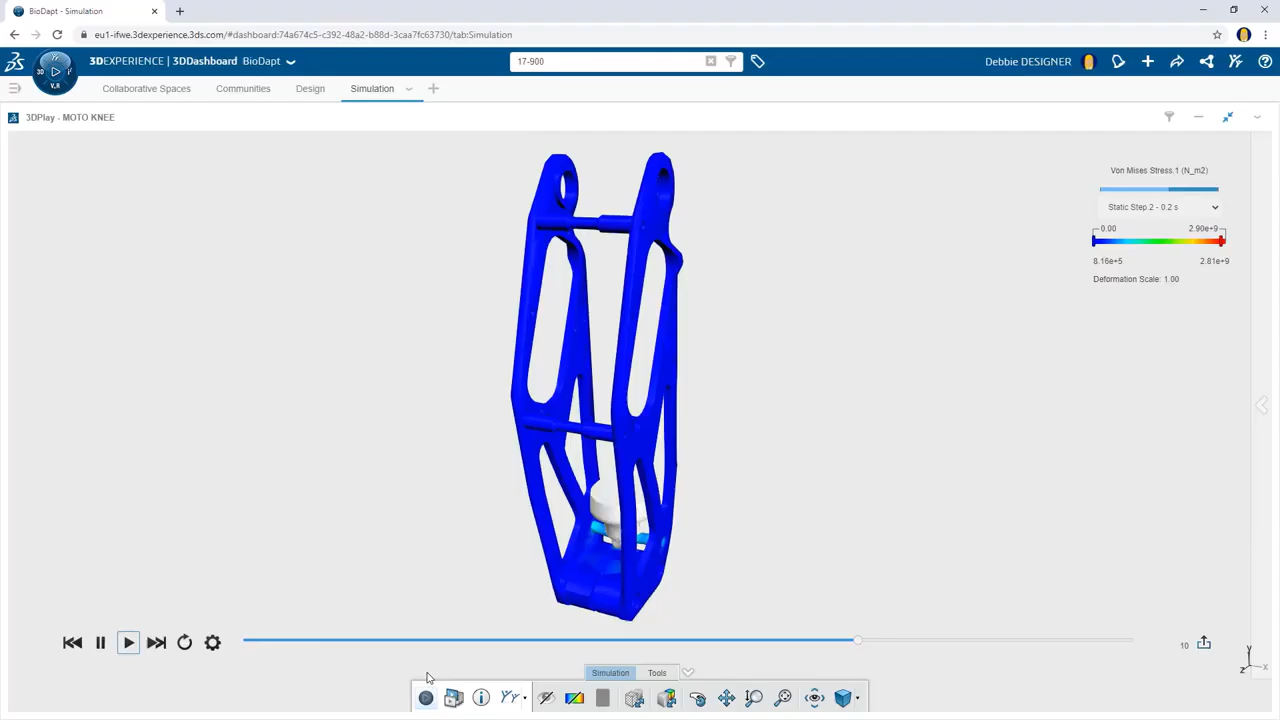 BioDapt - Simulation
eu1-ifwe.3dexperience.3ds.com/#dashboard:74a674c5-c392-48a2-b88d-3caa7fc63730/tab:Simulation
3D V.R
3DEXPERIENCE | 3DDashboard BioDapt
17-900
Debbie DESIGNER
Collaborative Spaces
Communities
Design
Simulation
3DPlay - MOTO KNEE
Von Mises Stress.1 (N_m2)
Static Step.2 - 0.2 s
0.00 2.90e+9
8.16e+5 2.81e+9
Deformation Scale: 1.00
10
Y
Z X
Simulation Tools